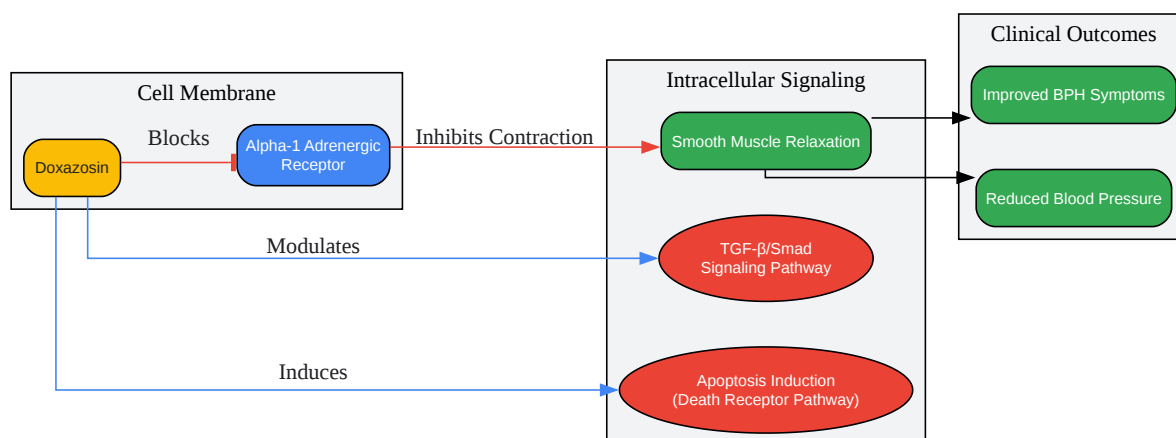 Clinical Outcomes
Intracellular Signaling
Cell Membrane
Improved BPH Symptoms
Blocks
Inhibits Contraction
Alpha-1 Adrenergic
Receptor
Smooth Muscle Relaxation
Doxazosin
Reduced Blood Pressure
Modulates
TGF-β/Smad
Signaling Pathway
Induces
Apoptosis Induction
(Death Receptor Pathway)